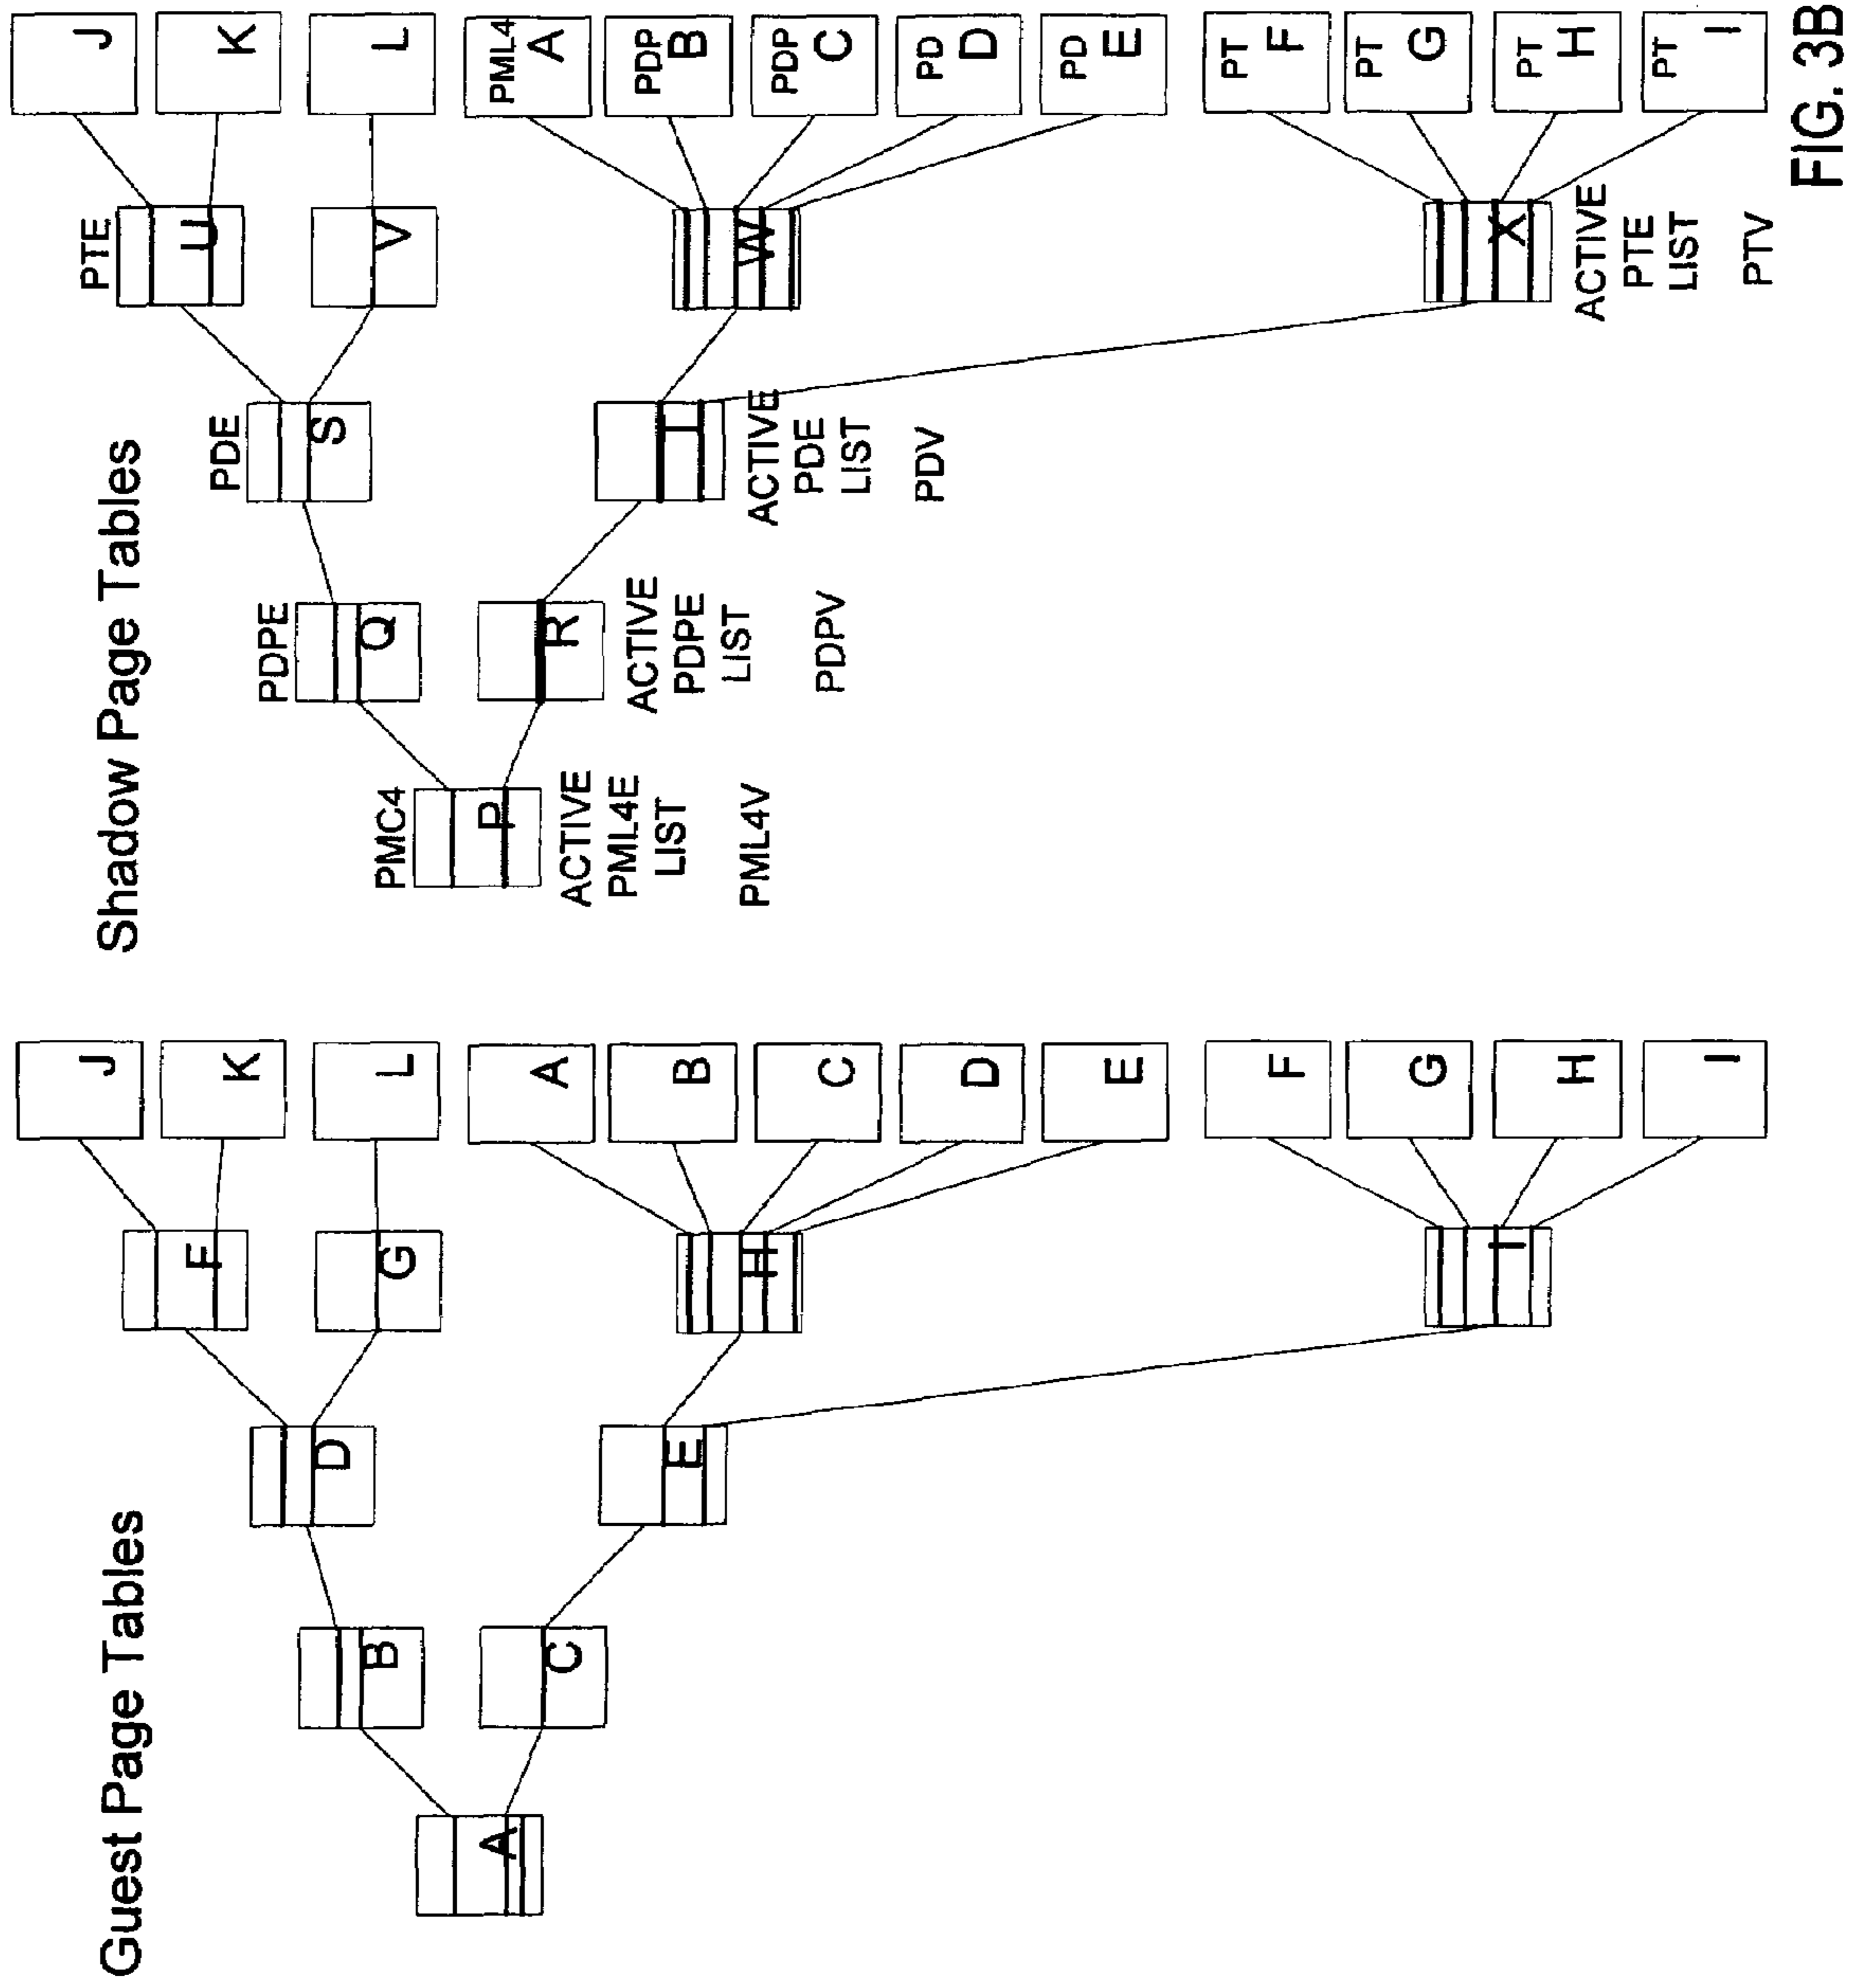 Guest Page Tables
A
B
C
D
E
F
G
H
I
J
K
L
A
B
C
D
E
F
G
H
I
Shadow Page Tables
PMC4
P
ACTIVE
PML4E
LIST
PML4V
PDPE
Q
R
ACTIVE
PDPE
LIST
PDPV
PDE
S
T
ACTIVE
PDE
LIST
PDV
PTE
U
V
W
X
ACTIVE
PTE
LIST
PTV
J
K
L
PML4
A
PDP
B
PDP
C
PD
D
PD
E
PT
F
PT
G
PT
H
PT
I
FIG. 3B